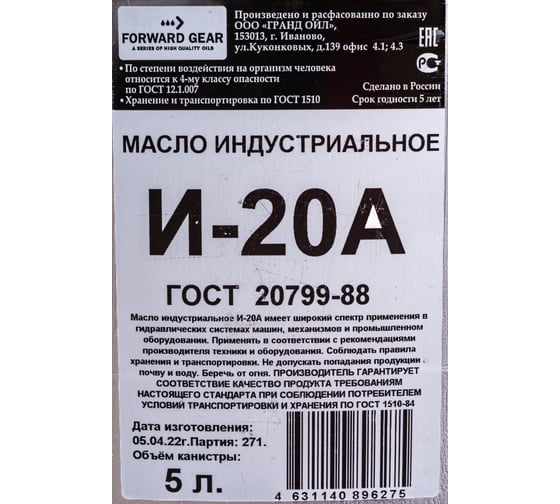 FORWARD GEAR
A SERIES OF HIGH QUALITY OILS
Произведено и расфасованно по заказу
ООО «ГРАНД ОЙЛ»,
153013, г. Иваново,
ул.Куконковых, д.139 офис 4.1; 4.3
EAC
• По степени воздействия на организм человека
относится к 4-му классу опасности
по ГОСТ 12.1.007
• Хранение и транспортировка по ГОСТ 1510
Сделано в России
Срок годности 5 лет
МАСЛО ИНДУСТРИАЛЬНОЕ
И-20А
ГОСТ 20799-88
Масло индустриальное И-20А имеет широкий спектр применения в
гидравлических системах машин, механизмов и промышленном
оборудовании. Применять в соответствии с рекомендациями
производителя техники и оборудования. Соблюдать правила
хранения и транспортировки. Не допускать попадания продукции в
почву и воду. Беречь от огня. ПРОИЗВОДИТЕЛЬ ГАРАНТИРУЕТ
СООТВЕТСТВИЕ КАЧЕСТВО ПРОДУКТА ТРЕБОВАНИЯМ
НАСТОЯЩЕГО СТАНДАРТА ПРИ СОБЛЮДЕНИИ ПОТРЕБИТЕЛЕМ
УСЛОВИЙ ТРАНСПОРТИРОВКИ И ХРАНЕНИЯ ПО ГОСТ 1510-84
Дата изготовления:
05.04.22г.Партия: 271.
Объём канистры:
5 л.
4 631140 896275